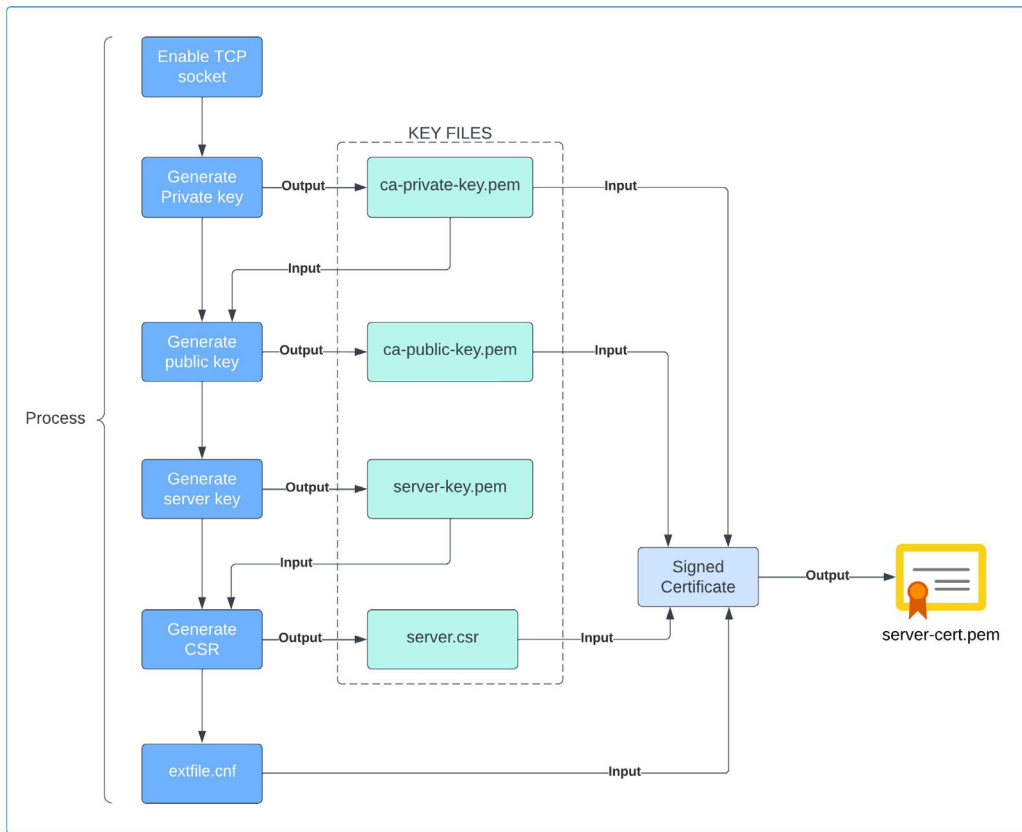 Enable TCP
socket
KEY FILES
Generate
Private key
Output
ca-private-key.pem
Input
Input
Generate
public key
Output
ca-public-key.pem
Input
Process
Generate
server key
Output
server-key.pem
Input
Signed
Certificate
Output
server-cert.pem
Generate
CSR
Output
server.csr
Input
extfile.cnf
Input